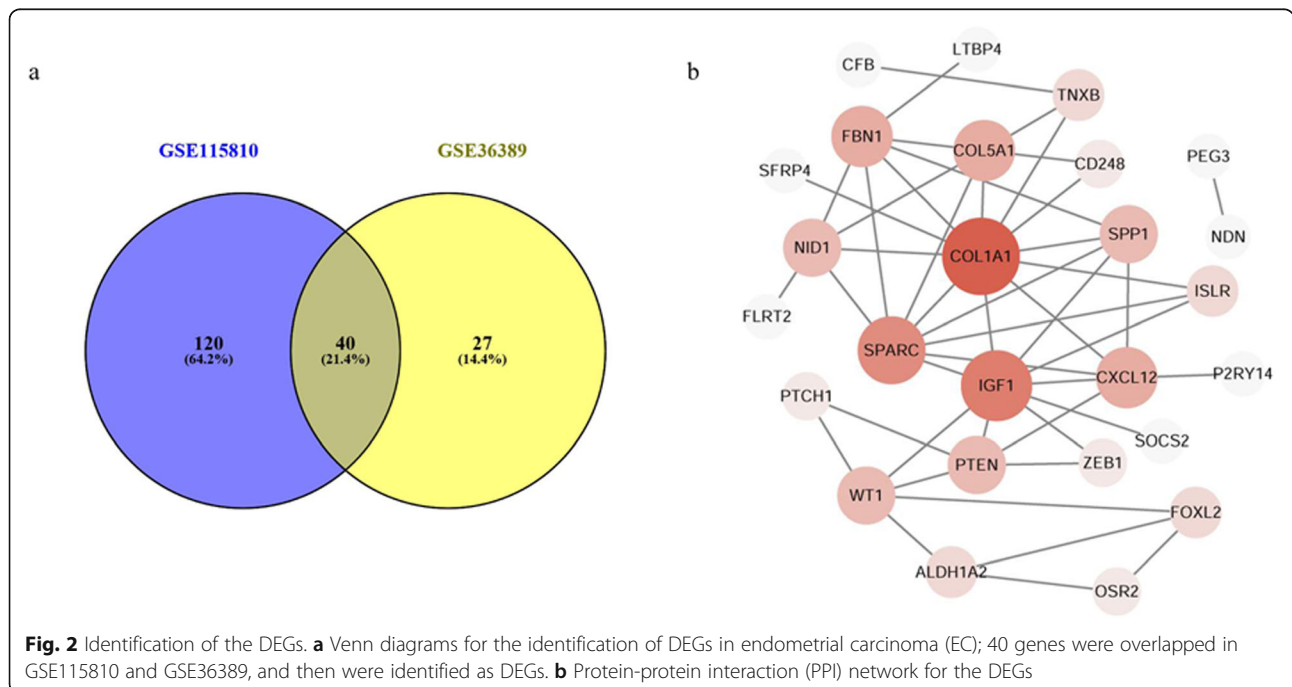 a
GSE115810
GSE36389
120
(64.2%)
40
(21.4%)
27
(14.4%)
b
LTBP4
CFB
TNXB
FBN1
COL5A1
CD248
PEG3
SFRP4
NDN
SPP1
NID1
COL1A1
ISLR
FLRT2
SPARC
IGF1
CXCL12
P2RY14
PTCH1
SOCS2
PTEN
ZEB1
WT1
FOXL2
ALDH1A2
OSR2
Fig. 2 Identification of the DEGs. a Venn diagrams for the identification of DEGs in endometrial carcinoma (EC); 40 genes were overlapped in
GSE115810 and GSE36389, and then were identified as DEGs. b Protein-protein interaction (PPI) network for the DEGs